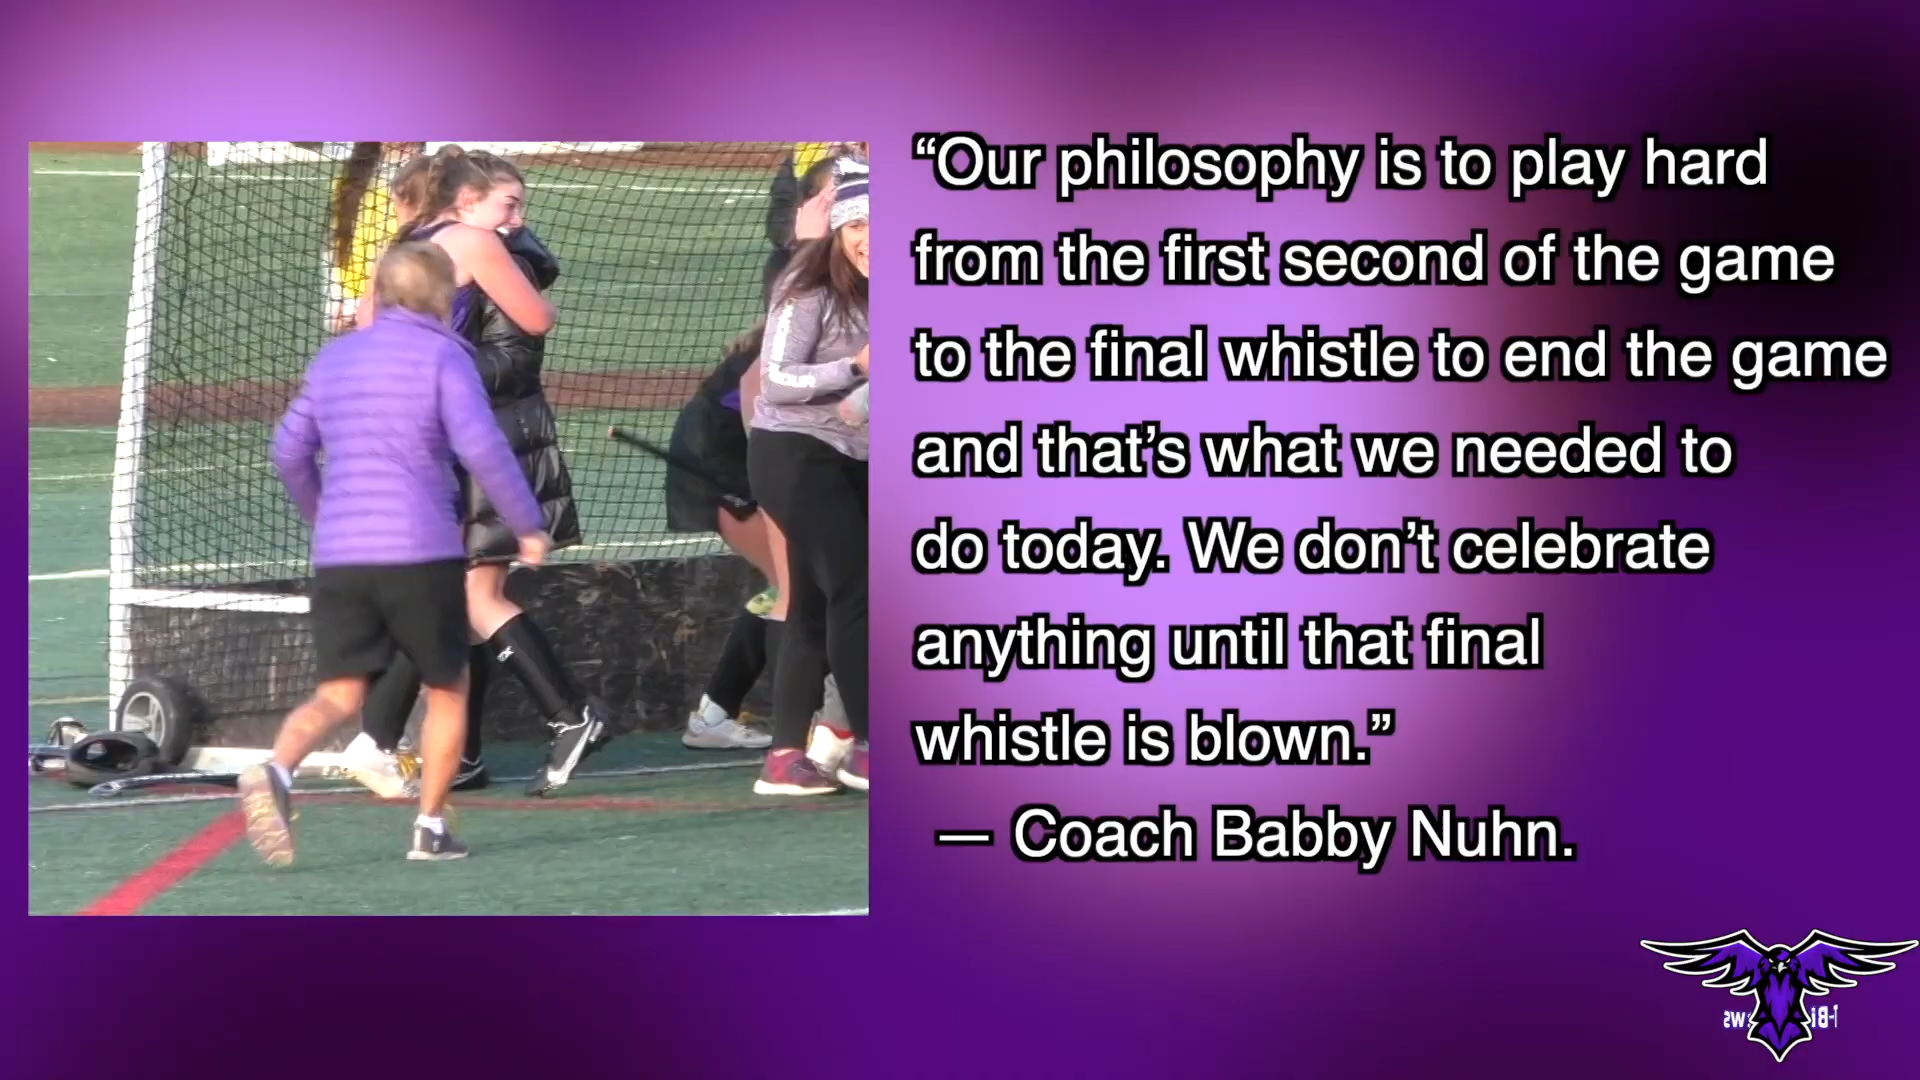 “Our philosophy is to play hard
from the first second of the game
to the final whistle to end the game
and that’s what we needed to
do today. We don’t celebrate
anything until that final
whistle is blown.”
— Coach Babby Nuhn.